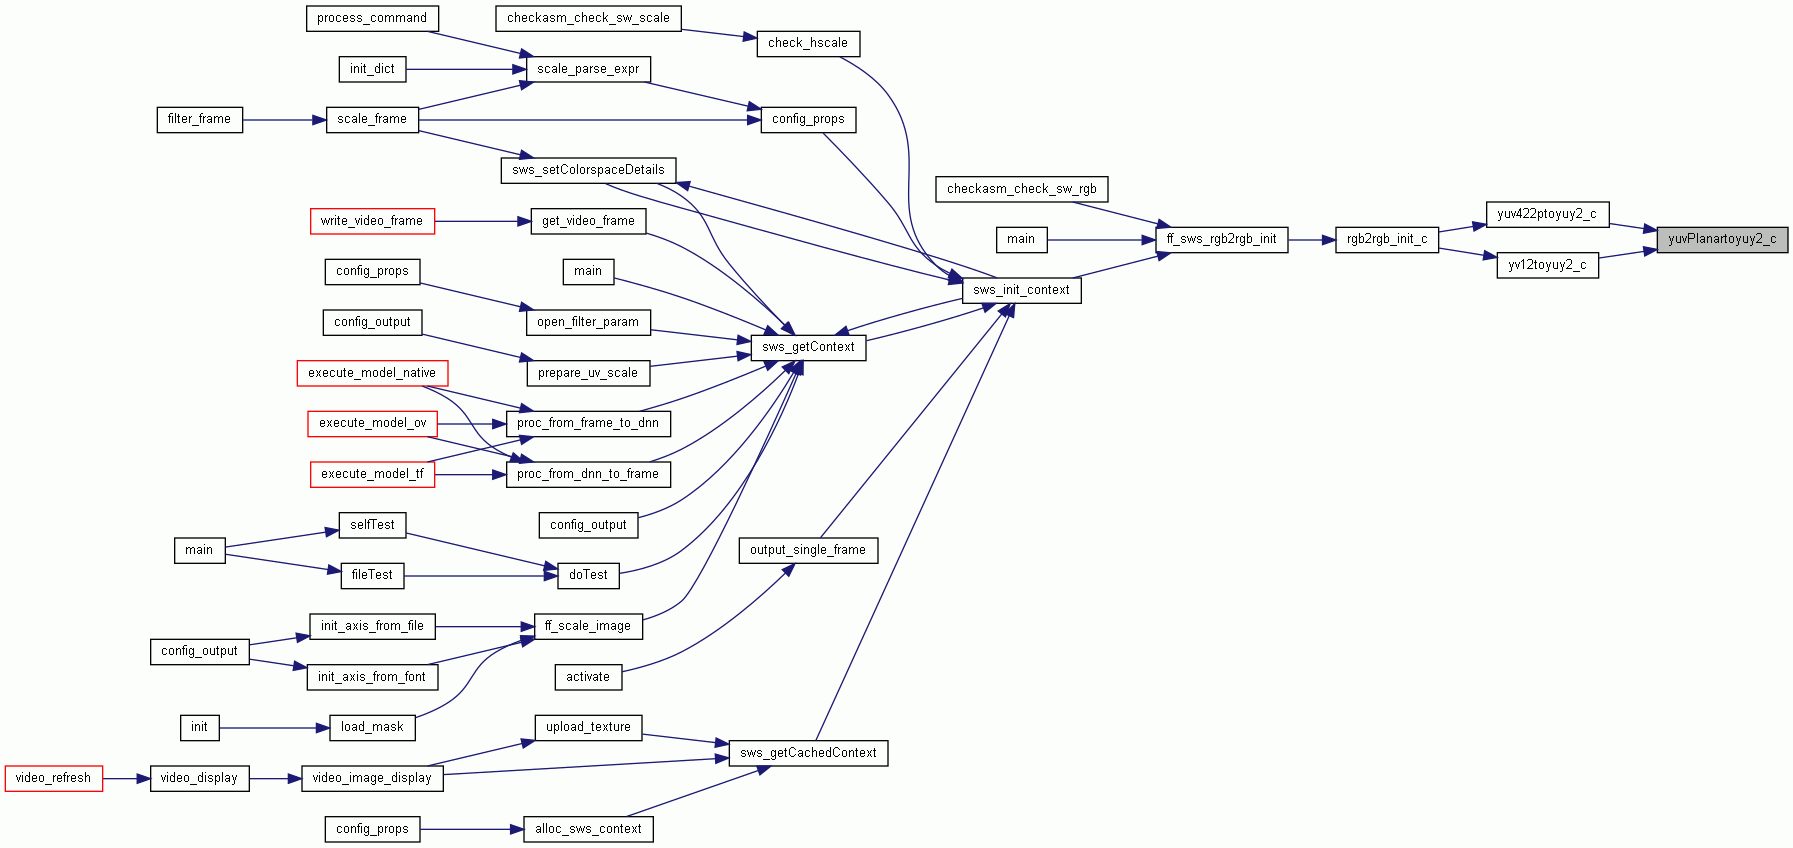 process_command
checkasm_check_sw_scale
check_hscale
init_dict
scale_parse_expr
filter_frame
scale_frame
config_props
sws_setColorspaceDetails
checkasm_check_sw_rgb
write_video_frame
get_video_frame
yuv422ptoyuy2_c
main
ff_sws_rgb2rgb_init
rgb2rgb_init_c
yuvPlanartoyuy2_c
yv12toyuy2_c
config_props
main
sws_init_context
config_output
open_filter_param
sws_getContext
execute_model_native
prepare_uv_scale
execute_model_ov
proc_from_frame_to_dnn
execute_model_tf
proc_from_dnn_to_frame
selfTest
config_output
main
output_single_frame
fileTest
doTest
init_axis_from_file
ff_scale_image
config_output
init_axis_from_font
activate
init
load_mask
upload_texture
sws_getCachedContext
video_refresh
video_display
video_image_display
config_props
alloc_sws_context